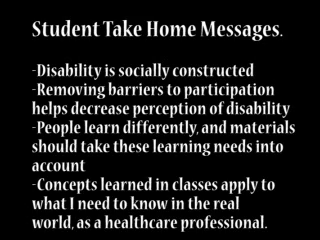 Student Take Home Messages.
-Disability is socially constructed
-Removing barriers to participation
helps decrease perception of disability
-People learn differently, and materials
should take these learning needs into
account
-Concepts learned in classes apply to
what I need to know in the real
world, as a healthcare professional.